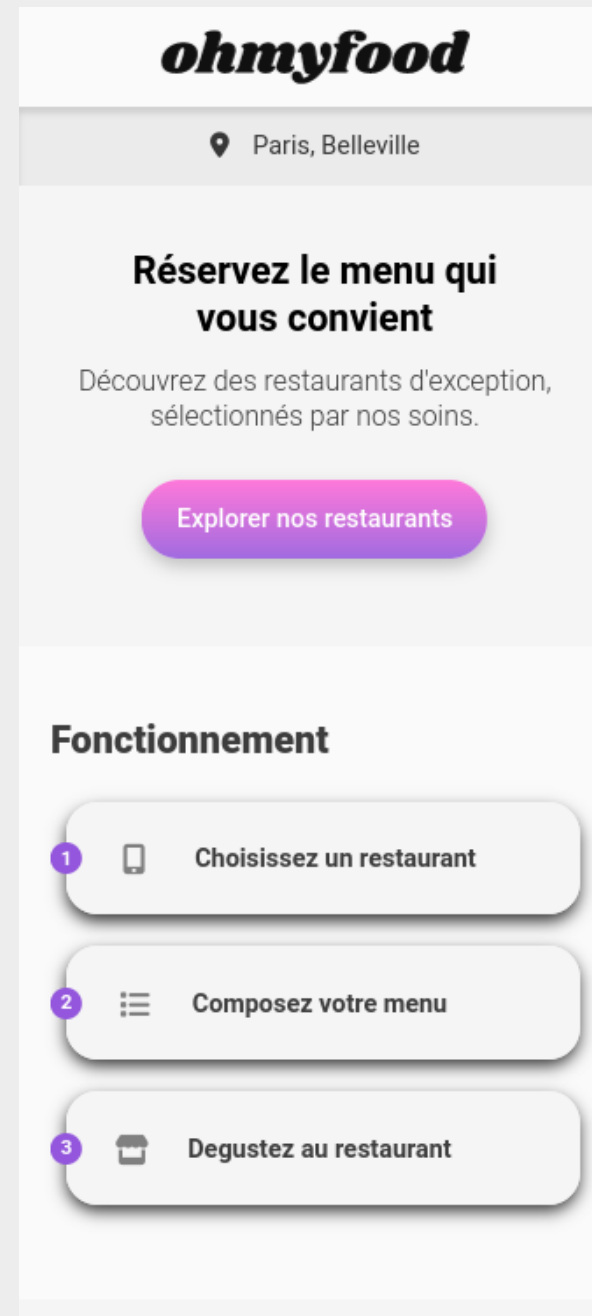 ohmyfood
Paris, Belleville
Réservez le menu qui
vous convient
Découvrez des restaurants d'exception,
sélectionnés par nos soins.
Explorer nos restaurants
Fonctionnement
1 Choisissez un restaurant
2 Composez votre menu
3 Degustez au restaurant